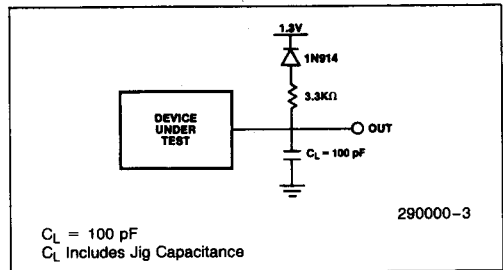 1.3V
1N914
3.3KΩ
DEVICE
UNDER
TEST
OUT
C_L = 100 pF
290000-3
C_L = 100 pF
C_L Includes Jig Capacitance